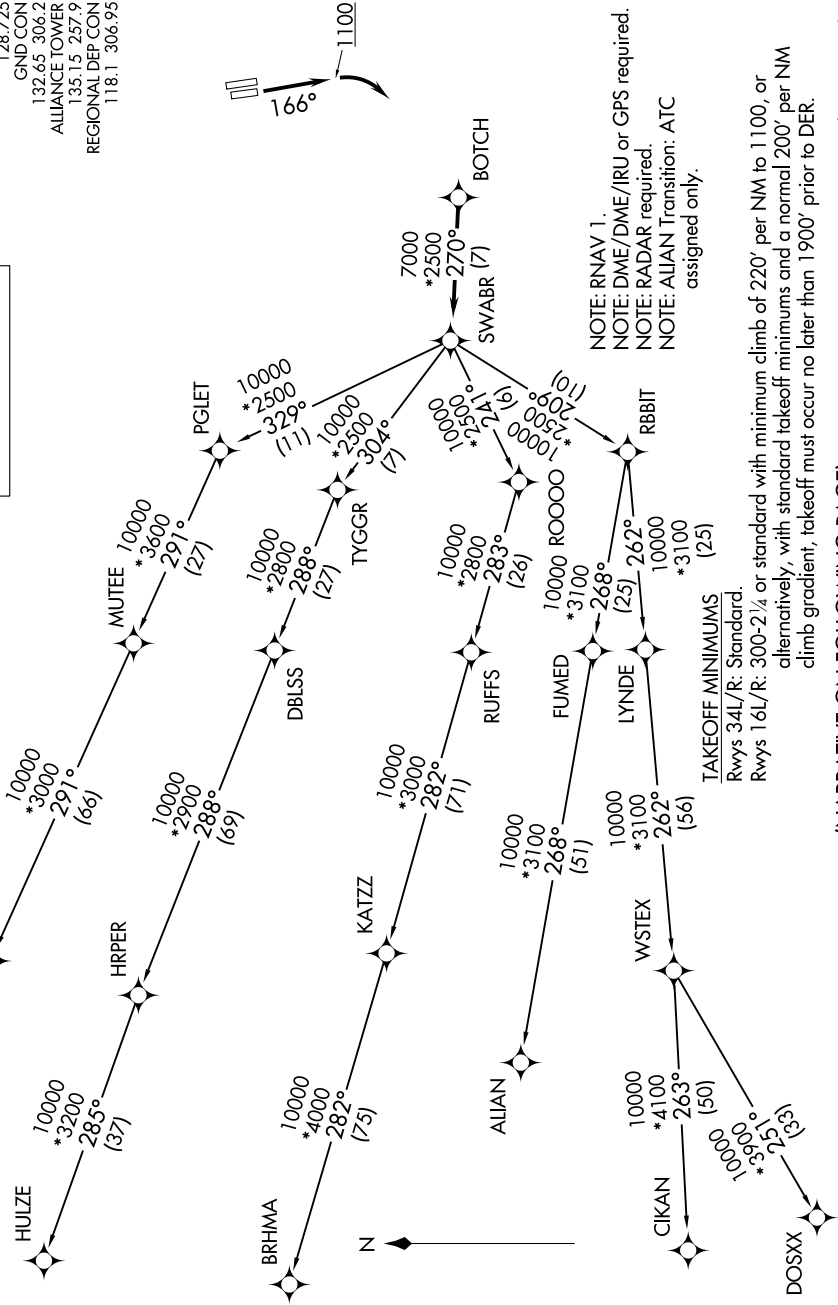 128.725
GND CON
132.65 306.2
ALLIANCE TOWER
135.15 257.9
REGIONAL DEP CON
118.1 306.95
1100
166°
BOTCH
7000
*2500
270°
(7)
SWABR
10000
*2500
329°
(11)
PGLET
10000
*3600
291°
(27)
MUTEE
10000
*3000
291°
(66)
10000
*2500
304°
(7)
TYGGR
10000
*2800
288°
(27)
DBLSS
10000
*2900
288°
(69)
HRPER
10000
*3200
285°
(37)
HULZE
10000
*2500
241°
(6)
ROOOO
10000
*2800
283°
(26)
RUFFS
10000
*3000
282°
(71)
KATZZ
10000
*4000
282°
(75)
BRHMA
10000
*2500
209°
(10)
RBBIT
10000
*3100
268°
(25)
FUMED
10000
*3100
268°
(51)
ALIAN
262°
10000
*3100
(25)
LYNDE
10000
*3100
262°
(56)
WSTEX
10000
*4100
263°
(50)
CIKAN
10000
*3900
251°
(33)
DOSXX
N
NOTE: RNAV 1.
NOTE: DME/DME/IRU or GPS required.
NOTE: RADAR required.
NOTE: ALIAN Transition: ATC
assigned only.
TAKEOFF MINIMUMS
Rwys 34L/R: Standard.
Rwys 16L/R: 300-2¼ or standard with minimum climb of 220' per NM to 1100, or
alternatively, with standard takeoff minimums and a normal 200' per NM
climb gradient, takeoff must occur no later than 1900' prior to DER.